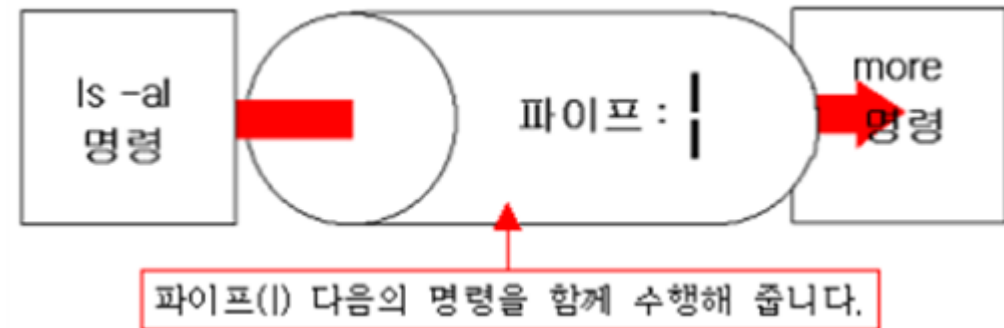 ls -al
명령
파이프 : |
more
명령
파이프(|) 다음의 명령을 함께 수행해 줍니다.